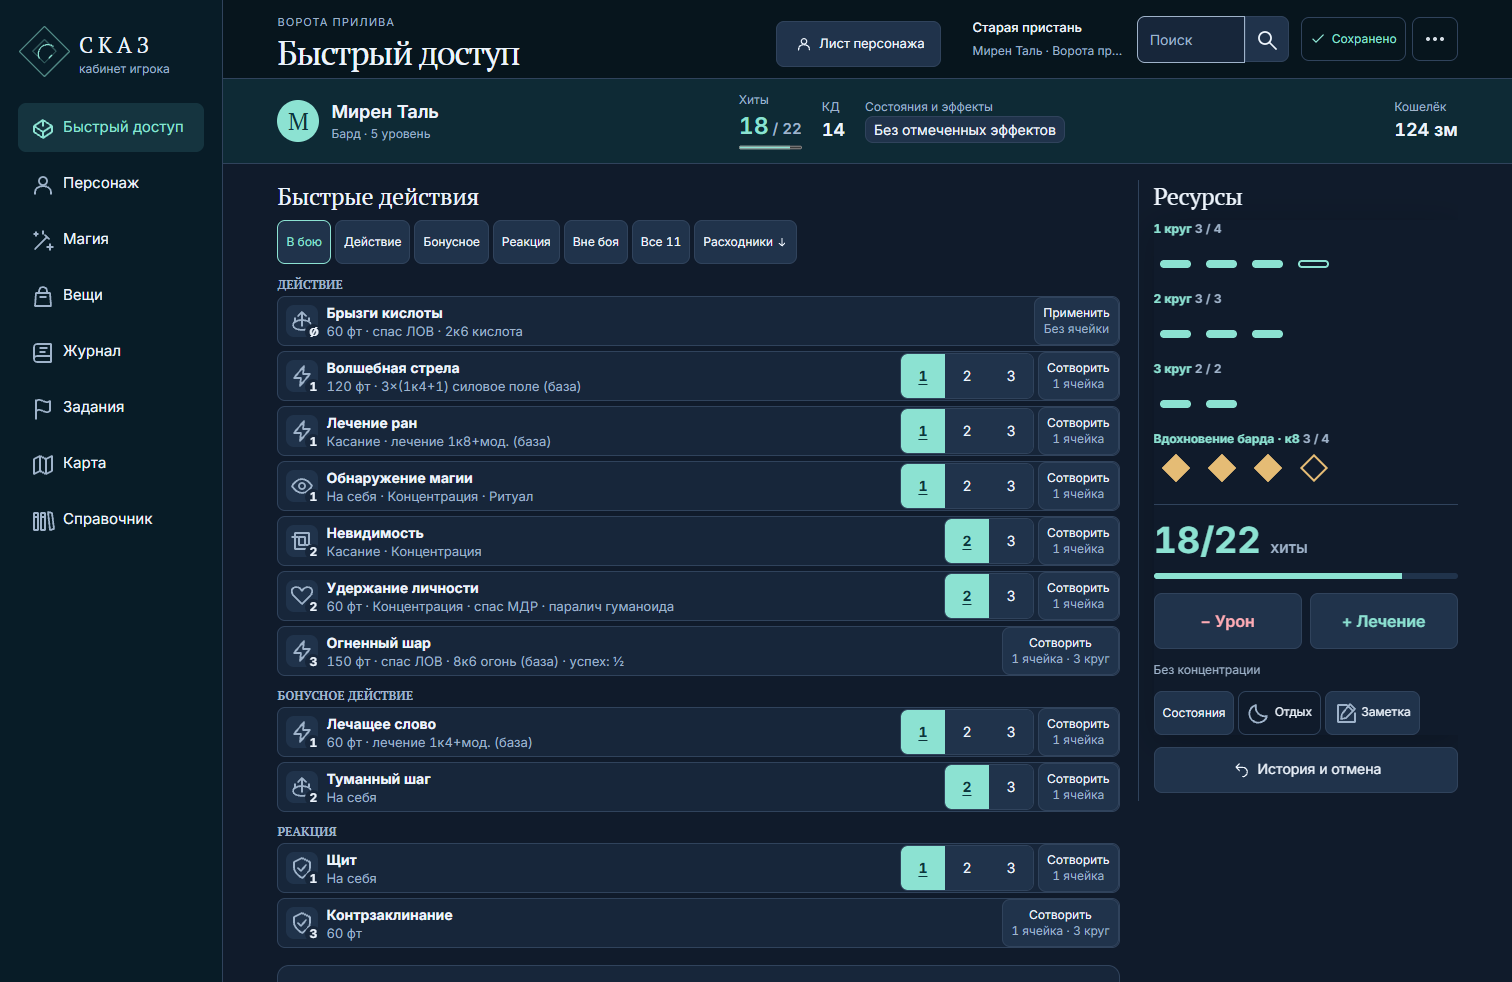 СКАЗ
кабинет игрока
Быстрый доступ
Персонаж
Магия
Вещи
Журнал
Задания
Карта
Справочник
ВОРОТА ПРИЛИВА
Быстрый доступ
Лист персонажа
Старая пристань
Мирен Таль · Ворота пр...
Поиск
Сохранено
М
Мирен Таль
Бард · 5 уровень
Хиты
18 / 22
КД
14
Состояния и эффекты
Без отмеченных эффектов
Кошелёк
124 зм
Быстрые действия
В бою
Действие
Бонусное
Реакция
Вне боя
Все 11
Расходники ↓
ДЕЙСТВИЕ
Ø
Брызги кислоты
60 фт · спас ЛОВ · 2к6 кислота
Применить
Без ячейки
1
Волшебная стрела
120 фт · 3×(1к4+1) силовое поле (база)
1 2 3
Сотворить
1 ячейка
1
Лечение ран
Касание · лечение 1к8+мод. (база)
1 2 3
Сотворить
1 ячейка
1
Обнаружение магии
На себя · Концентрация · Ритуал
1 2 3
Сотворить
1 ячейка
2
Невидимость
Касание · Концентрация
2 3
Сотворить
1 ячейка
2
Удержание личности
60 фт · Концентрация · спас МДР · паралич гуманоида
2 3
Сотворить
1 ячейка
3
Огненный шар
150 фт · спас ЛОВ · 8к6 огонь (база) · успех: ½
Сотворить
1 ячейка · 3 круг
БОНУСНОЕ ДЕЙСТВИЕ
1
Лечащее слово
60 фт · лечение 1к4+мод. (база)
1 2 3
Сотворить
1 ячейка
2
Туманный шаг
На себя
2 3
Сотворить
1 ячейка
РЕАКЦИЯ
1
Щит
На себя
1 2 3
Сотворить
1 ячейка
3
Контрзаклинание
60 фт
Сотворить
1 ячейка · 3 круг
Ресурсы
1 круг 3 / 4
2 круг 3 / 3
3 круг 2 / 2
Вдохновение барда · к8 3 / 4
18/22 хиты
− Урон
+ Лечение
Без концентрации
Состояния
Отдых
Заметка
История и отмена